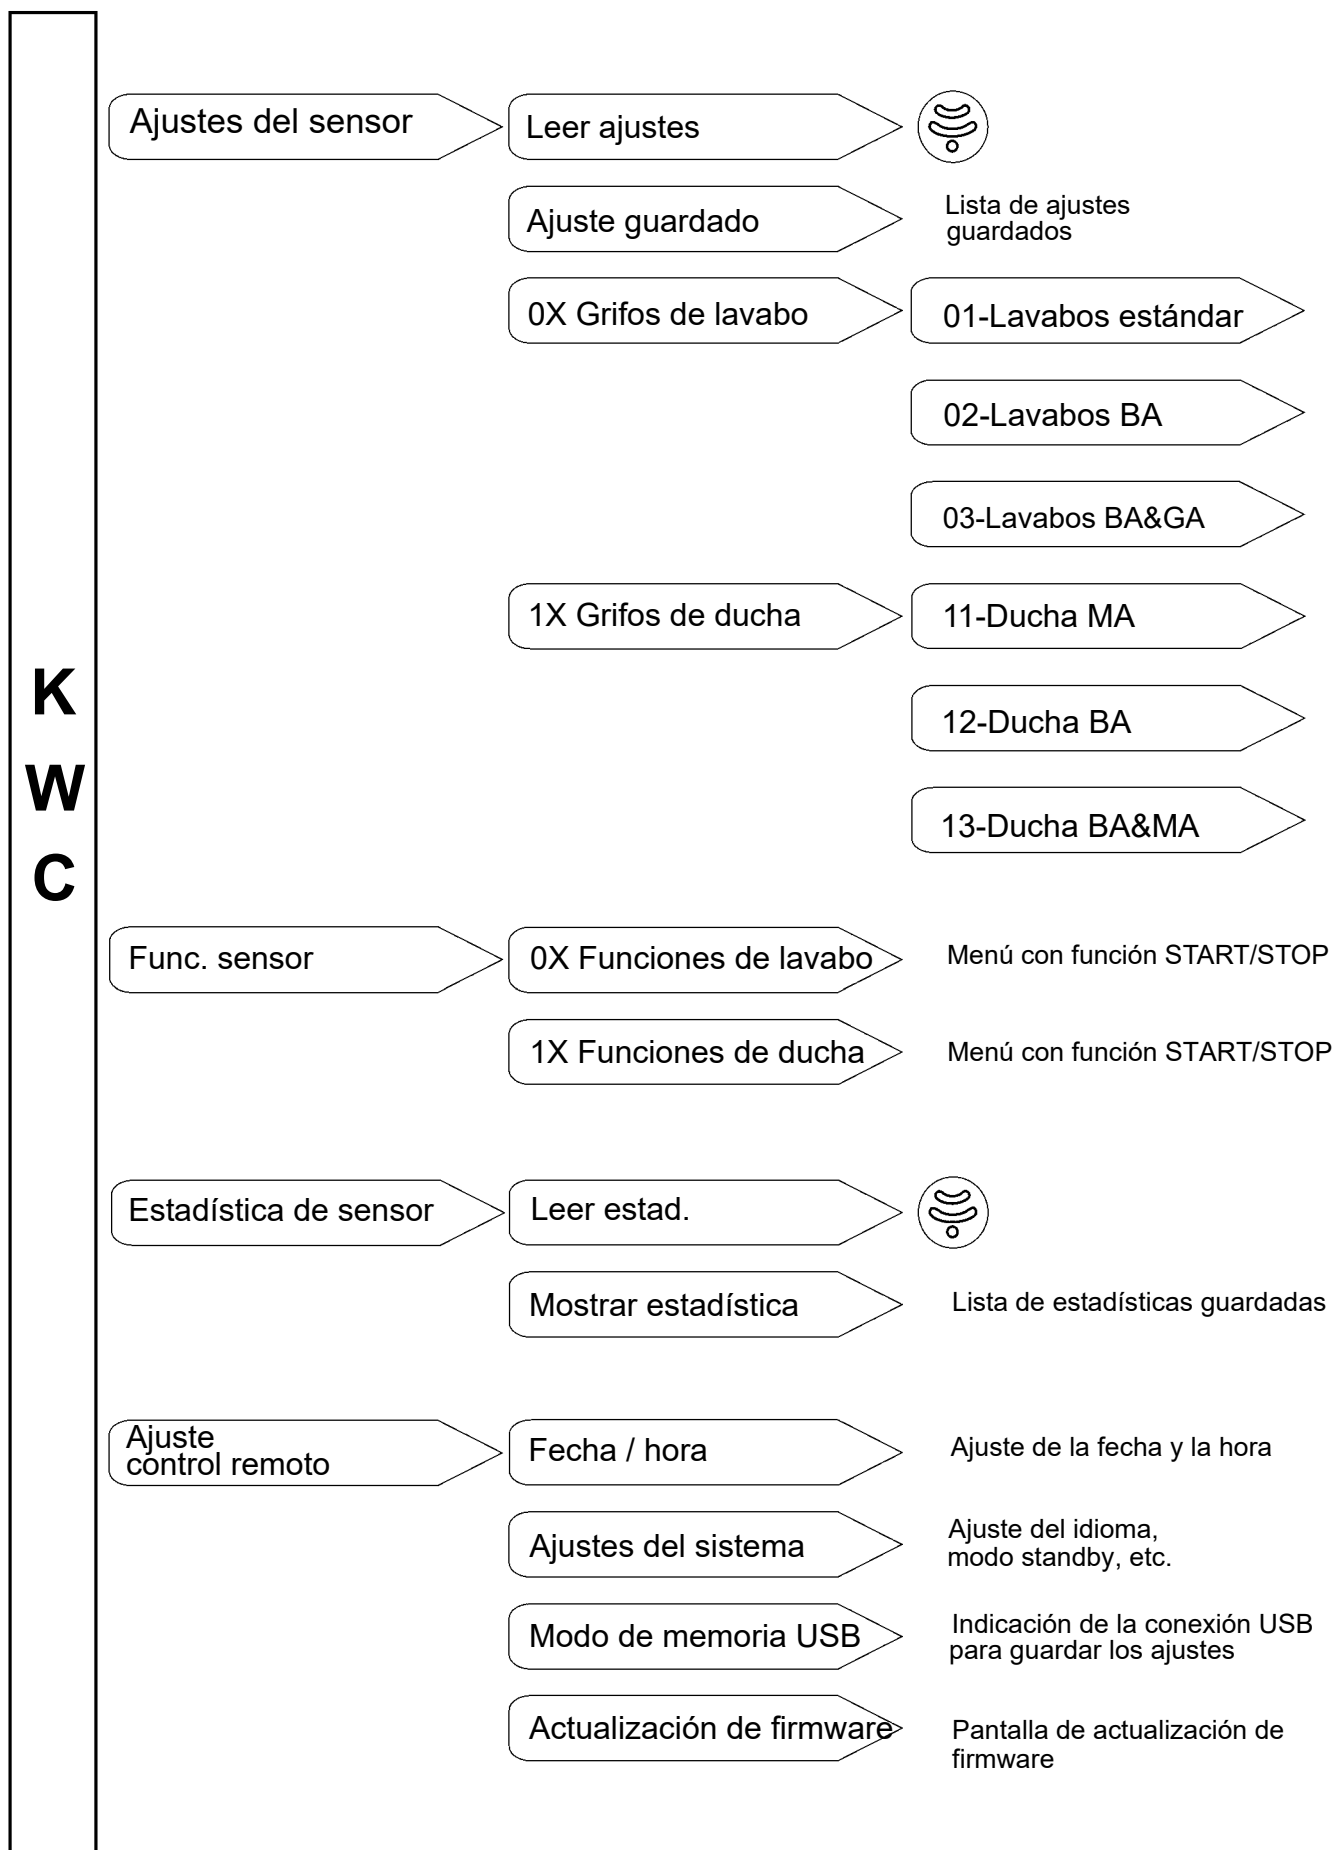 K
W
C
Ajustes del sensor
Leer ajustes
Ajuste guardado
Lista de ajustes
guardados
0X Grifos de lavabo
01-Lavabos estándar
02-Lavabos BA
03-Lavabos BA&GA
1X Grifos de ducha
11-Ducha MA
12-Ducha BA
13-Ducha BA&MA
Func. sensor
0X Funciones de lavabo
Menú con función START/STOP
1X Funciones de ducha
Menú con función START/STOP
Estadística de sensor
Leer estad.
Mostrar estadística
Lista de estadísticas guardadas
Ajuste
control remoto
Fecha / hora
Ajuste de la fecha y la hora
Ajustes del sistema
Ajuste del idioma,
modo standby, etc.
Modo de memoria USB
Indicación de la conexión USB
para guardar los ajustes
Actualización de firmware
Pantalla de actualización de
firmware